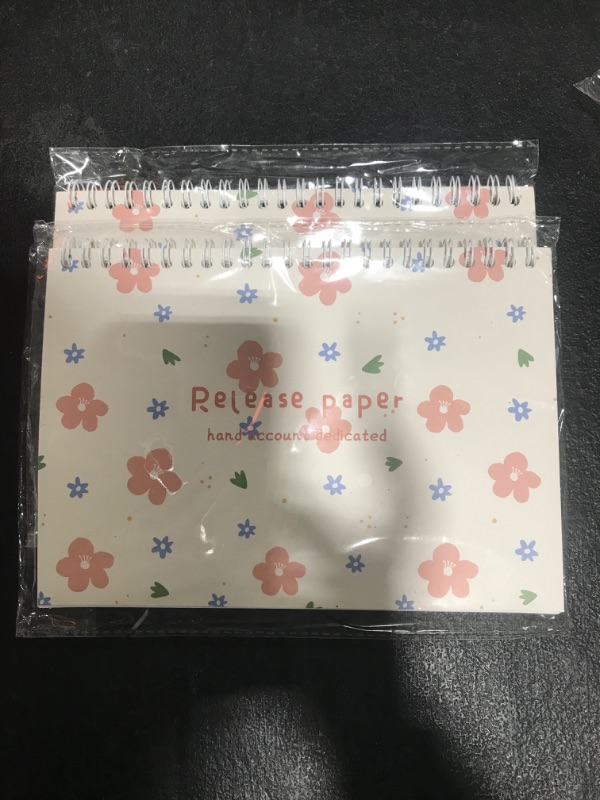 Release paper
hand account dedicated